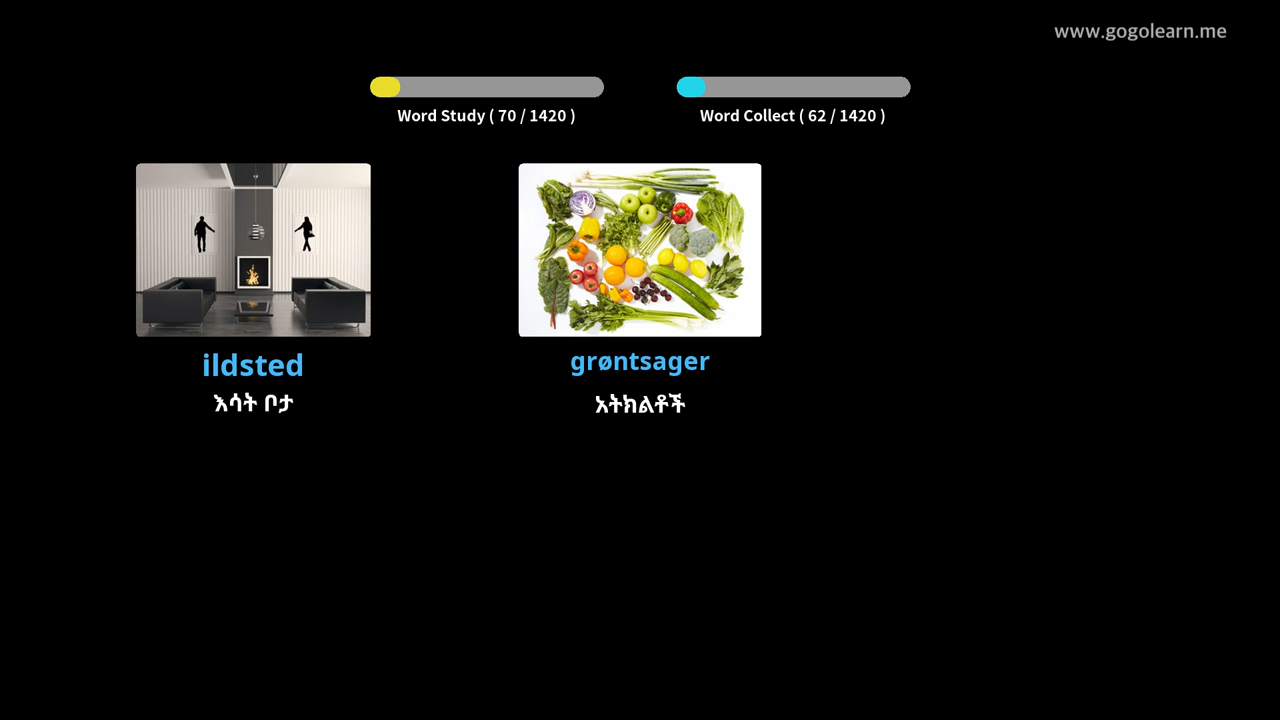 www.gogolearn.me
Word Study ( 70 / 1420 )
Word Collect ( 62 / 1420 )
ildsted
እሳት ቦታ
grøntsager
አትክልቶች